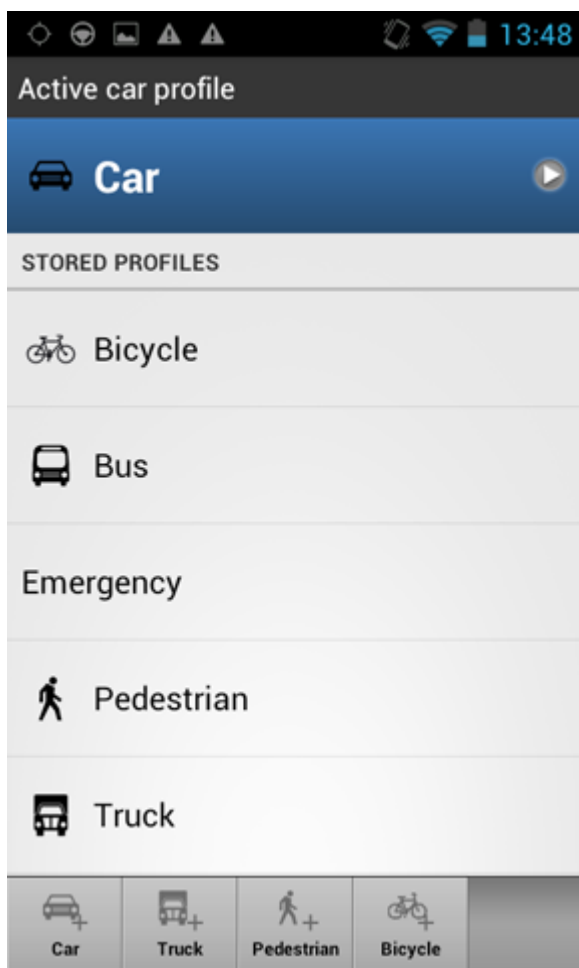 13:48
Active car profile
Car
STORED PROFILES
Bicycle
Bus
Emergency
Pedestrian
Truck
Car Truck Pedestrian Bicycle